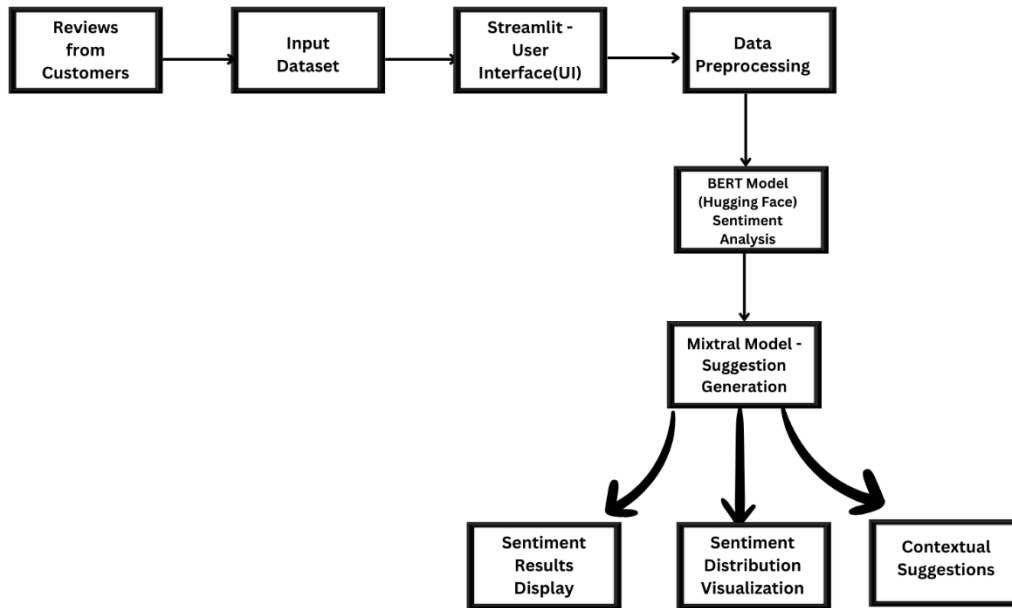 Reviews
from
Customers
Input
Dataset
Streamlit -
User
Interface(UI)
Data
Preprocessing
BERT Model
(Hugging Face)
Sentiment
Analysis
Mixtral Model -
Suggestion
Generation
Sentiment
Results
Display
Sentiment
Distribution
Visualization
Contextual
Suggestions